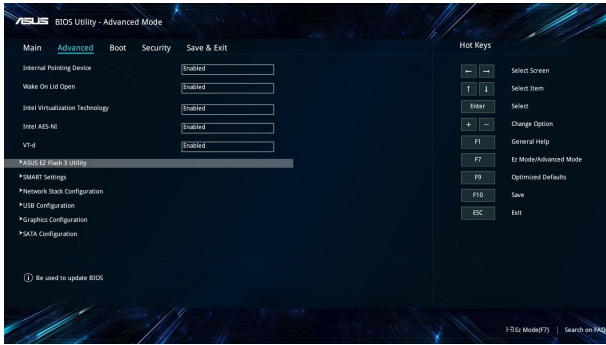 ASUS BIOS Utility - Advanced Mode
Main Advanced Boot Security Save & Exit
Hot Keys
Internal Pointing Device Enabled
Wake On Lid Open Enabled
Intel Virtualization Technology Enabled
Intel AES-NI Enabled
VT-d Enabled
>ASUS EZ Flash 3 Utility
>SMART Settings
>Network Stack Configuration
>USB Configuration
>Graphics Configuration
>SATA Configuration
← → Select Screen
↑ ↓ Select Item
Enter Select
+ − Change Option
F1 General Help
F7 Ez Mode/Advanced Mode
F9 Optimized Defaults
F10 Save
ESC Exit
i Be used to update BIOS
Ez Mode(F7) | Search on FAQ